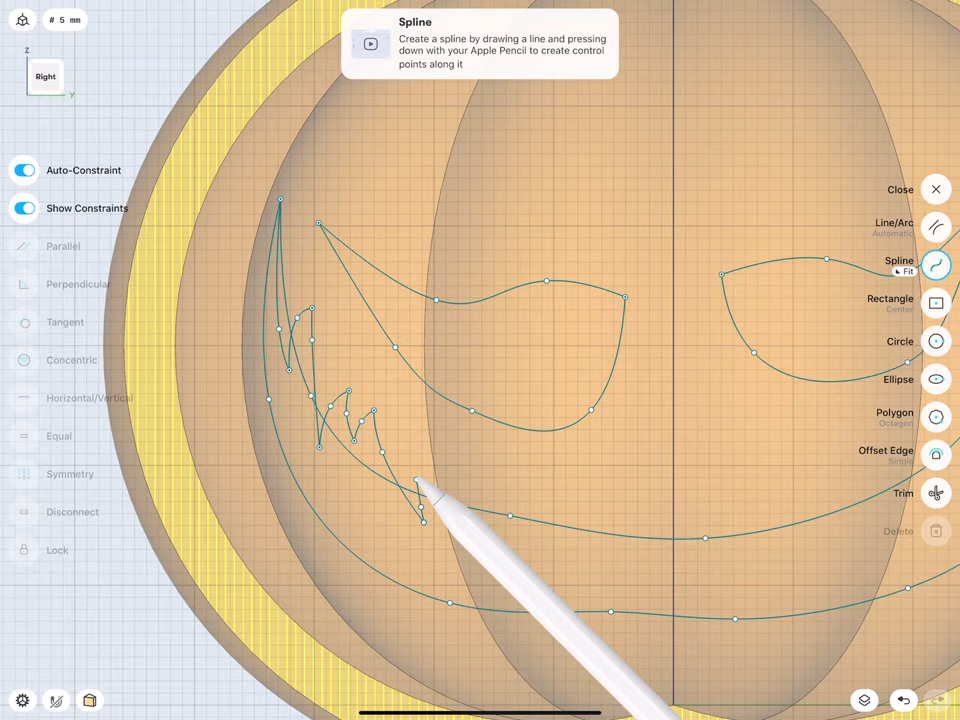 # 5 mm
Spline
Create a spline by drawing a line and pressing
down with your Apple Pencil to create control
points along it
Z
Right
Y
Auto-Constraint
Show Constraints
Parallel
Perpendicular
Tangent
Concentric
Horizontal/Vertical
Equal
Symmetry
Disconnect
Lock
Close
Line/Arc
Automatic
Spline
Fit
Rectangle
Center
Circle
Ellipse
Polygon
Octagon
Offset Edge
Single
Trim
Delete